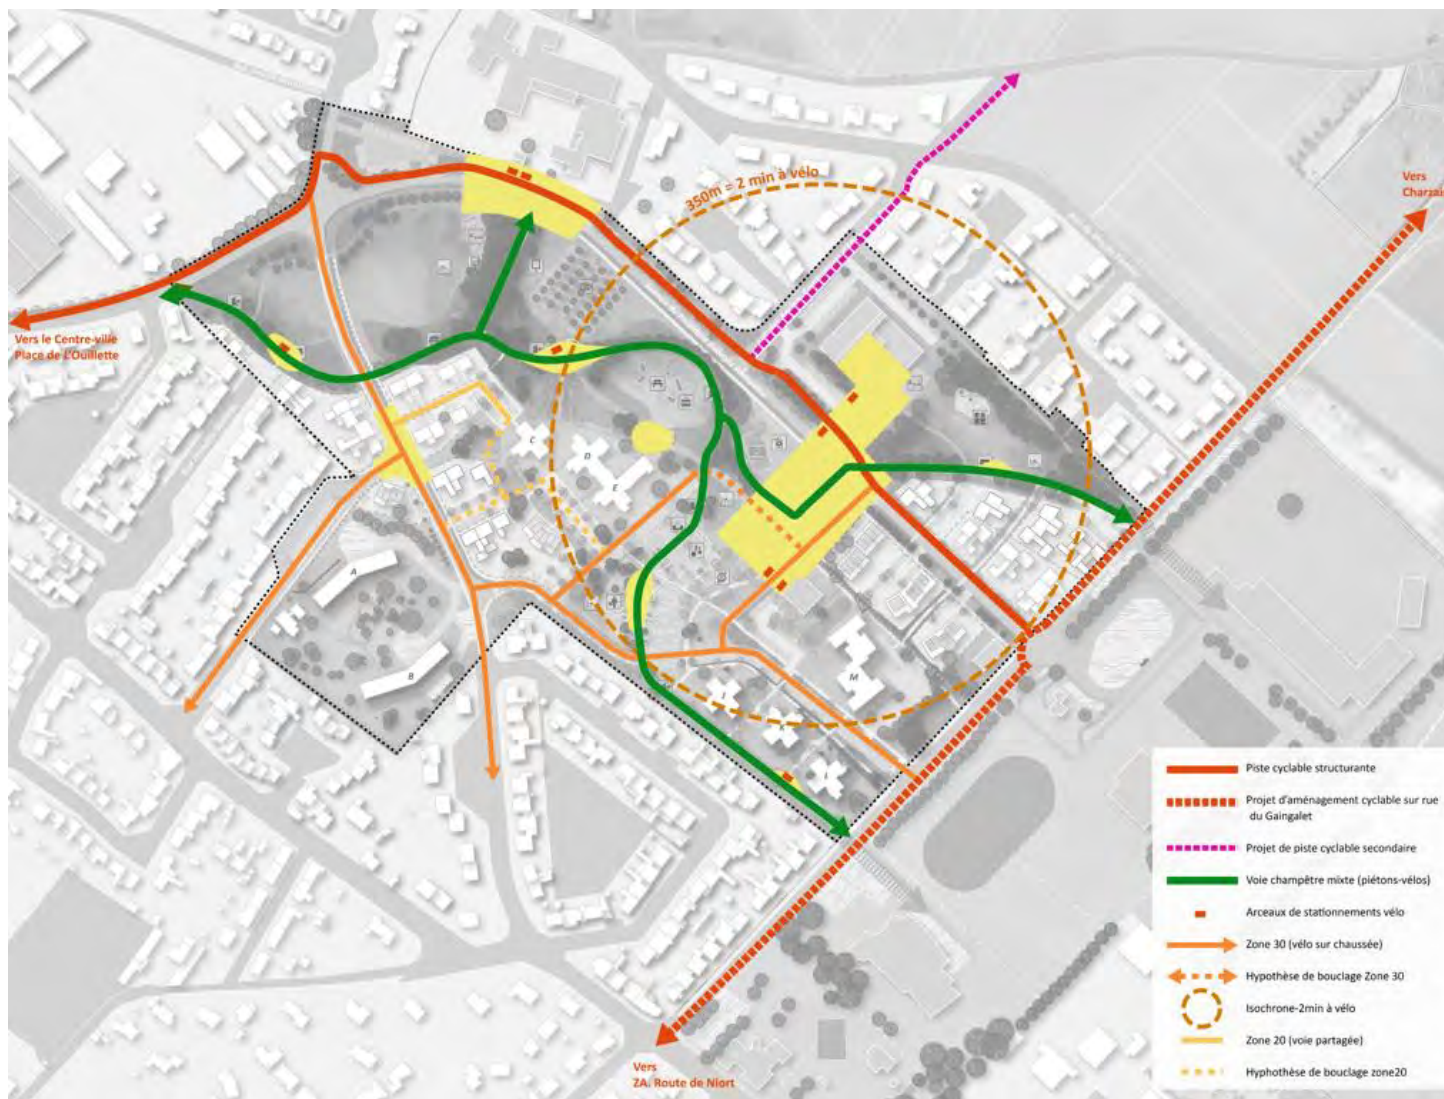 350m = 2 min à vélo
Vers
Charzai
Vers le Centre-ville
Place de L'Ouillette
C
D
E
A
B
M
Piste cyclable structurante
Projet d'aménagement cyclable sur rue
du Gaingalet
Projet de piste cyclable secondaire
Voie champêtre mixte (piétons-vélos)
Arceaux de stationnements vélo
Zone 30 (vélo sur chaussée)
Hypothèse de bouclage Zone 30
Isochrone-2min à vélo
Zone 20 (voie partagée)
Hyphothèse de bouclage zone20
Vers
ZA. Route de Niort